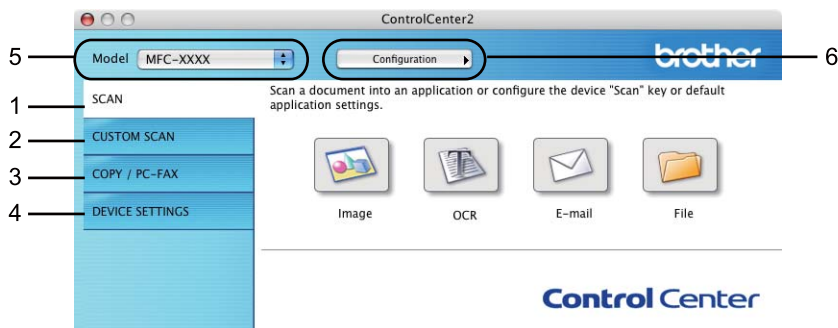 ControlCenter2
5 Model MFC-XXXX Configuration brother 6
1 SCAN
Scan a document into an application or configure the device "Scan" key or default
application settings.
2 CUSTOM SCAN
3 COPY / PC-FAX
4 DEVICE SETTINGS
Image OCR E-mail File
Control Center